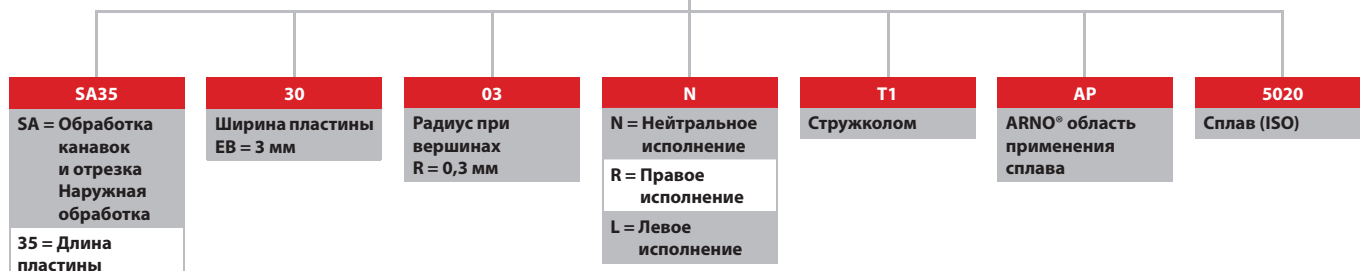 SA35
SA = Обработка
канавок
и отрезка
Наружная
обработка
35 = Длина
пластины
30
Ширина пластины
EB = 3 мм
03
Радиус при
вершинах
R = 0,3 мм
N
N = Нейтральное
исполнение
R = Правое
исполнение
L = Левое
исполнение
T1
Стружколом
AP
ARNO® область
применения
сплава
5020
Сплав (ISO)